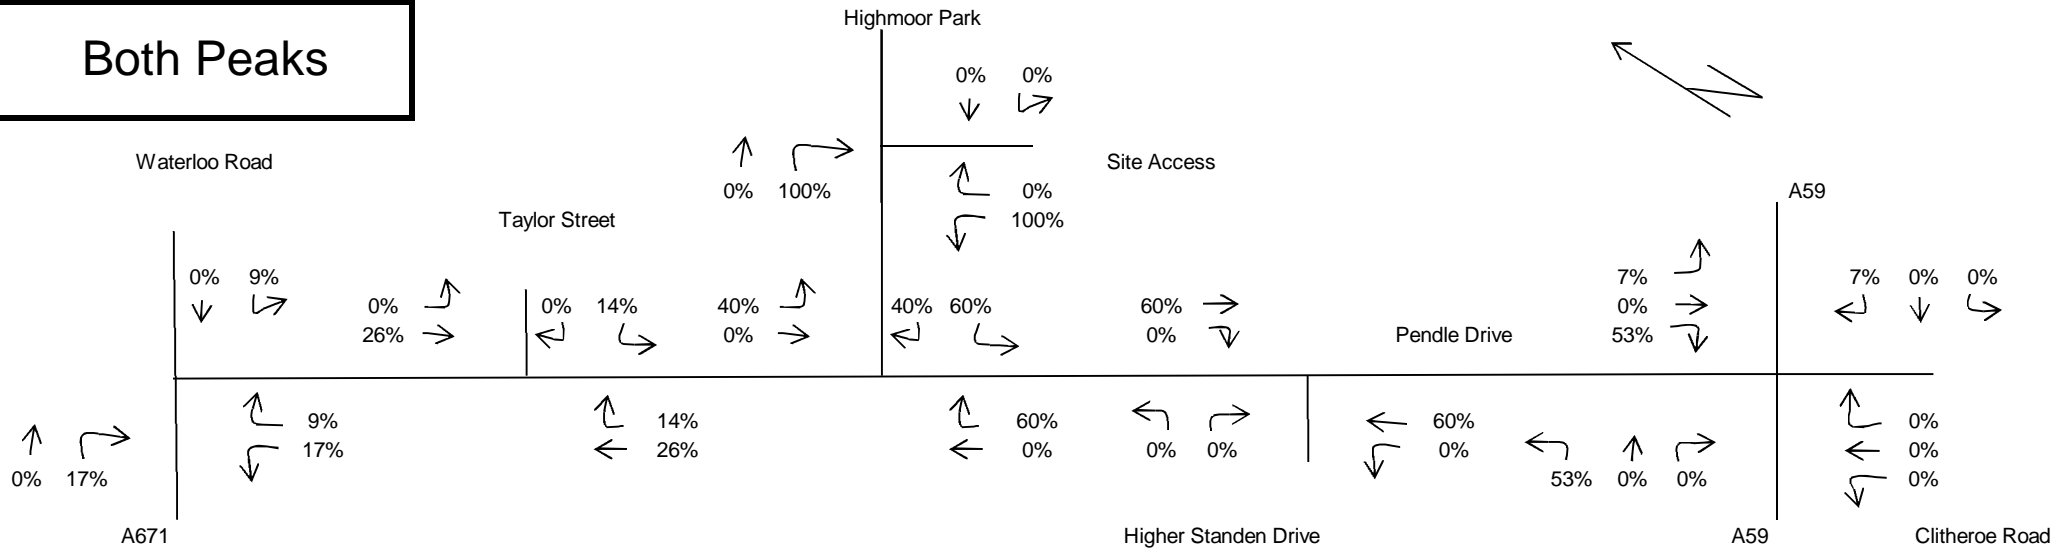 Highmoor Park
Both Peaks
0% 0%
Waterloo Road
Site Access
0% 100%
0%
A59
Taylor Street
100%
0% 9%
7%
7% 0% 0%
0%
0% 14%
40%
40% 60%
60%
0%
26%
0%
0%
Pendle Drive
53%
9%
14%
60%
60%
0%
17%
26%
0%
0% 0%
0%
0%
0% 17%
53% 0% 0%
0%
A671
Higher Standen Drive
A59
Clitheroe Road